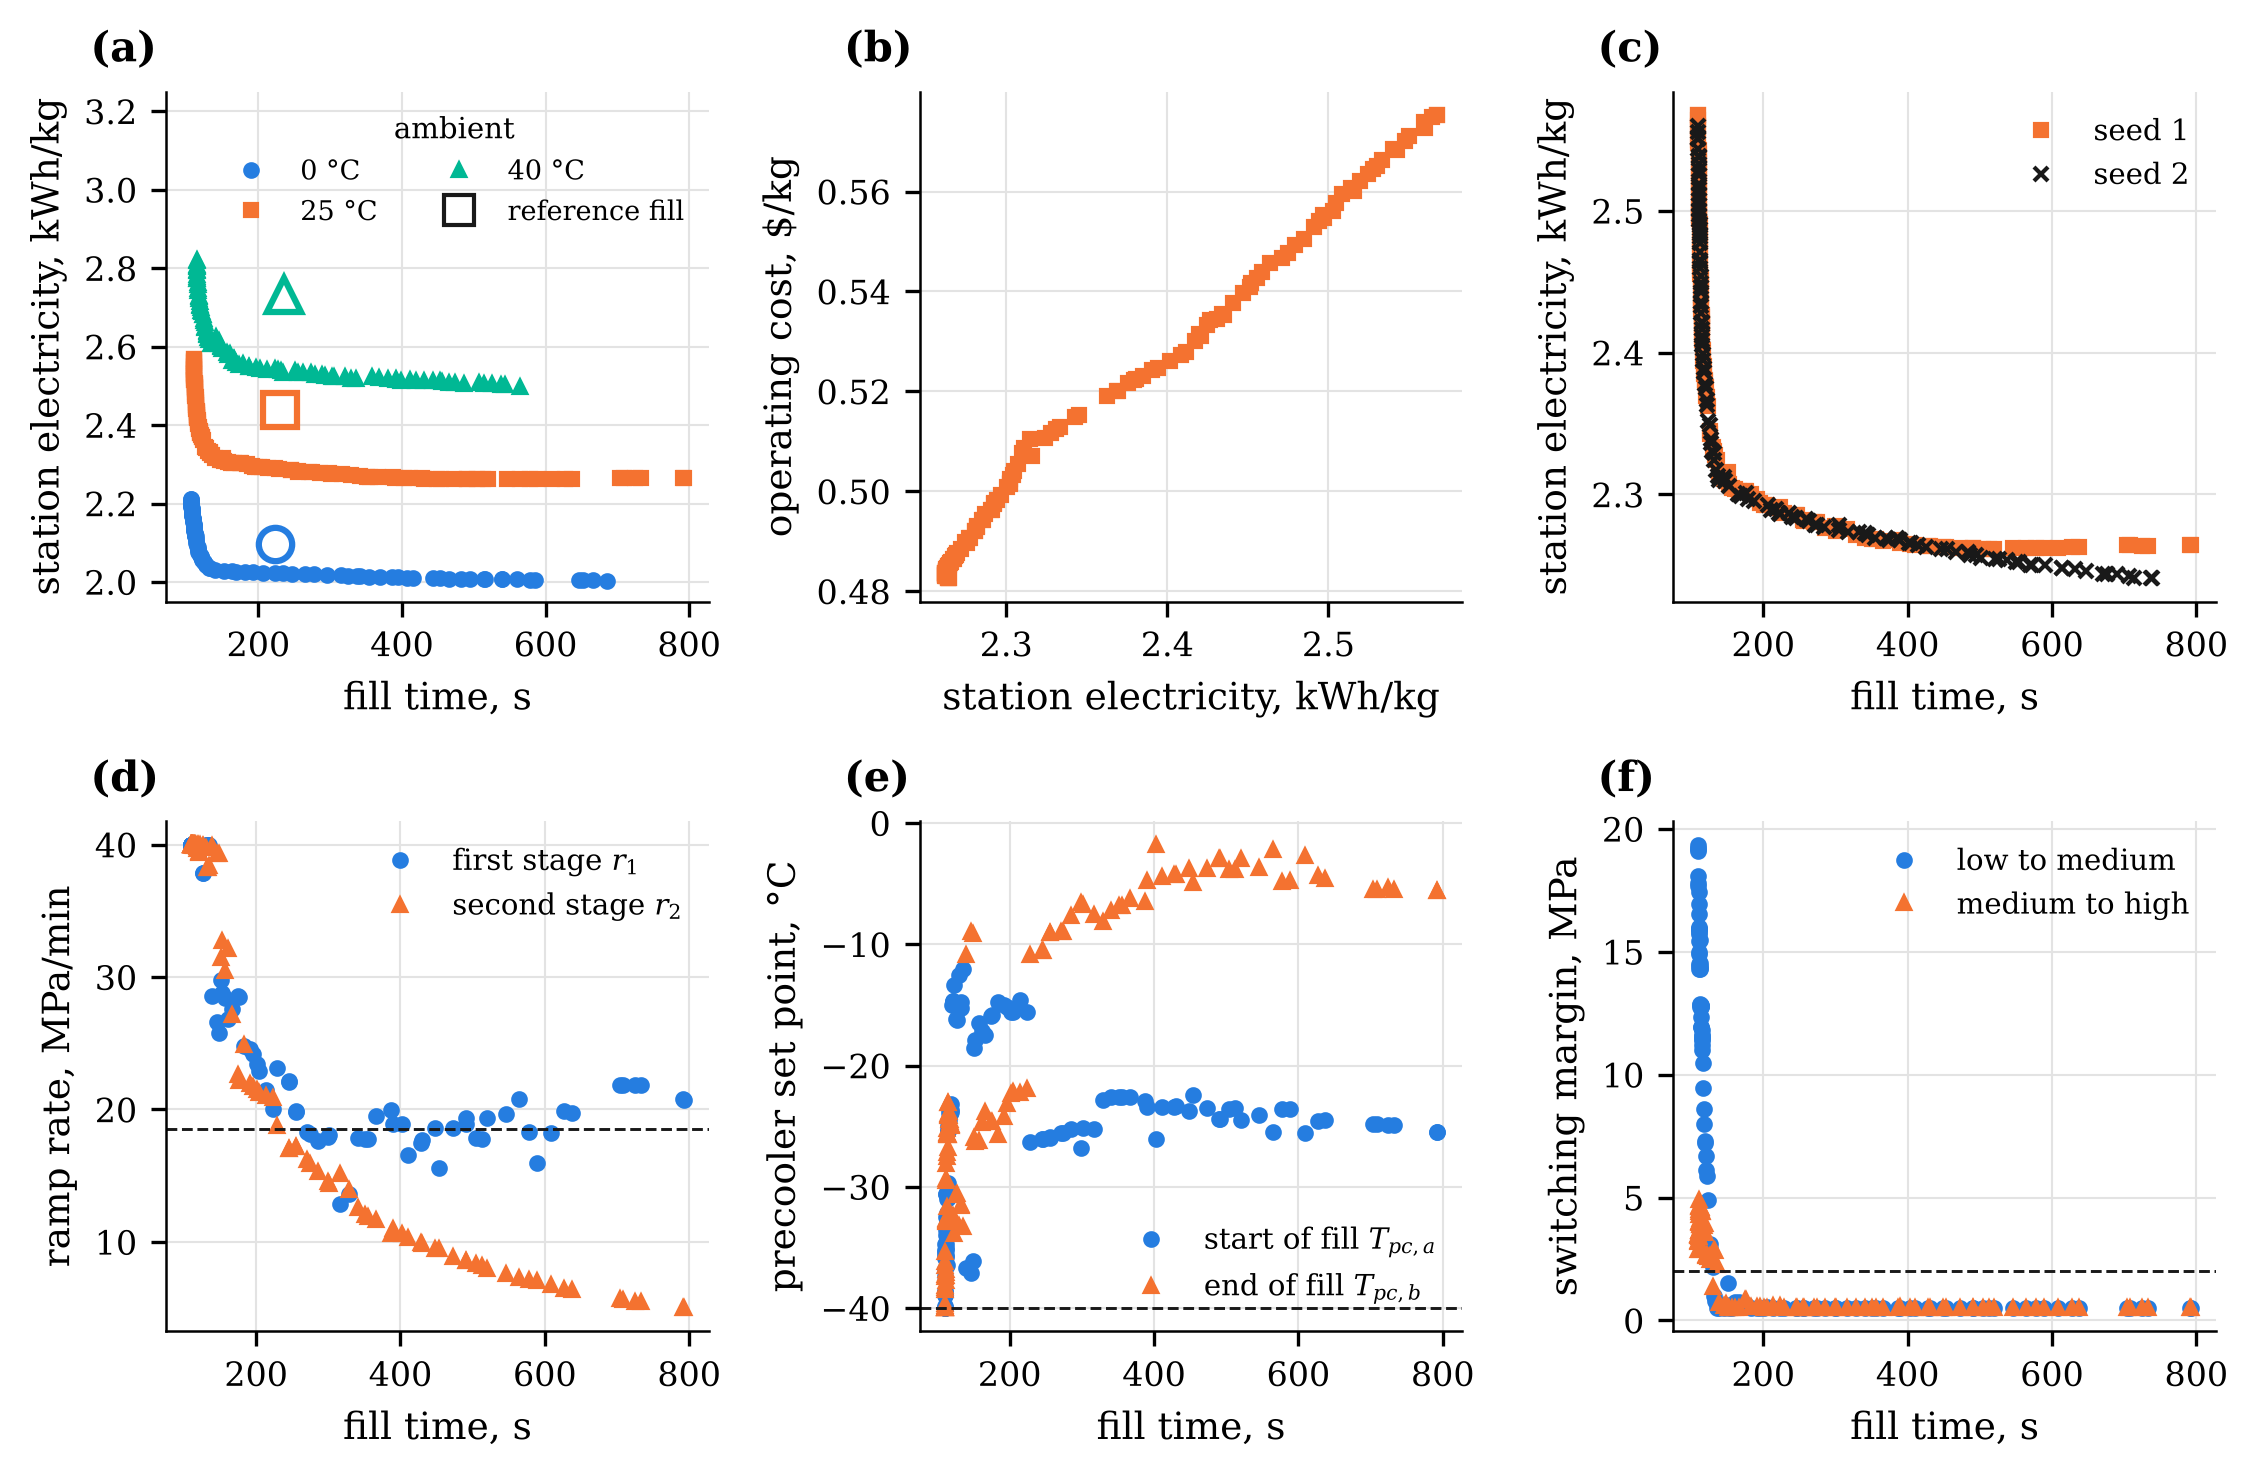 (a)
station electricity, kWh/kg
3.2
3.0
2.8
2.6
2.4
2.2
2.0
ambient
0 °C
25 °C
40 °C
reference fill
200
400
600
800
fill time, s
(b)
operating cost, $/kg
0.56
0.54
0.52
0.50
0.48
2.3
2.4
2.5
station electricity, kWh/kg
(c)
station electricity, kWh/kg
2.5
2.4
2.3
seed 1
seed 2
200
400
600
800
fill time, s
(d)
ramp rate, MPa/min
40
30
20
10
first stage r₁
second stage r₂
200
400
600
800
fill time, s
(e)
precooler set point, °C
0
−10
−20
−30
−40
start of fill T_{pc, a}
end of fill T_{pc, b}
200
400
600
800
fill time, s
(f)
switching margin, MPa
20
15
10
5
0
low to medium
medium to high
200
400
600
800
fill time, s